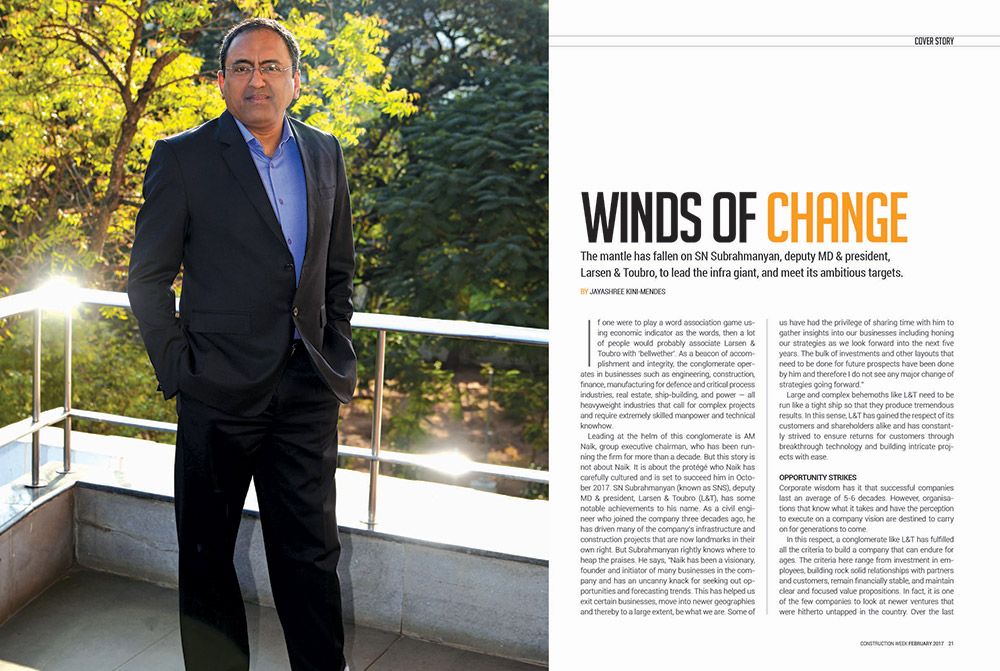 COVER STORY
WINDS OF CHANGE
The mantle has fallen on SN Subrahmanyan, deputy MD & president,
Larsen & Toubro, to lead the infra giant, and meet its ambitious targets.
BY JAYASHREE KINI-MENDES
If one were to play a word association game us-
ing economic indicator as the words, then a lot
of people would probably associate Larsen &
Toubro with 'bellwether'. As a beacon of accom-
plishment and integrity, the conglomerate oper-
ates in businesses such as engineering, construction,
finance, manufacturing for defence and critical process
industries, real estate, ship-building, and power — all
heavyweight industries that call for complex projects
and require extremely skilled manpower and technical
knowhow.
Leading at the helm of this conglomerate is AM
Naik, group executive chairman, who has been run-
ning the firm for more than a decade. But this story is
not about Naik. It is about the protégé who Naik has
carefully cultured and is set to succeed him in Octo-
ber 2017. SN Subrahmanyan (known as SNS), deputy
MD & president, Larsen & Toubro (L&T), has some
notable achievements to his name. As a civil engi-
neer who joined the company three decades ago, he
has driven many of the company's infrastructure and
construction projects that are now landmarks in their
own right. But Subrahmanyan rightly knows where to
heap the praises. He says, "Naik has been a visionary,
founder and initiator of many businesses in the com-
pany and has an uncanny knack for seeking out op-
portunities and forecasting trends. This has helped us
exit certain businesses, move into newer geographies
and thereby to a large extent, be what we are. Some of
us have had the privilege of sharing time with him to
gather insights into our businesses including honing
our strategies as we look forward into the next five
years. The bulk of investments and other layouts that
need to be done for future prospects have been done
by him and therefore I do not see any major change of
strategies going forward."
Large and complex behemoths like L&T need to be
run like a tight ship so that they produce tremendous
results. In this sense, L&T has gained the respect of its
customers and shareholders alike and has constant-
ly strived to ensure returns for customers through
breakthrough technology and building intricate proj-
ects with ease.
OPPORTUNITY STRIKES
Corporate wisdom has it that successful companies
last an average of 5-6 decades. However, organisa-
tions that know what it takes and have the perception
to execute on a company vision are destined to carry
on for generations to come.
In this respect, a conglomerate like L&T has fulfilled
all the criteria to build a company that can endure for
ages. The criteria here range from investment in em-
ployees, building rock solid relationships with partners
and customers, remain financially stable, and maintain
clear and focused value propositions. In fact, it is one
of the few companies to look at newer ventures that
were hitherto untapped in the country. Over the last
CONSTRUCTION WEEK FEBRUARY 2017 21